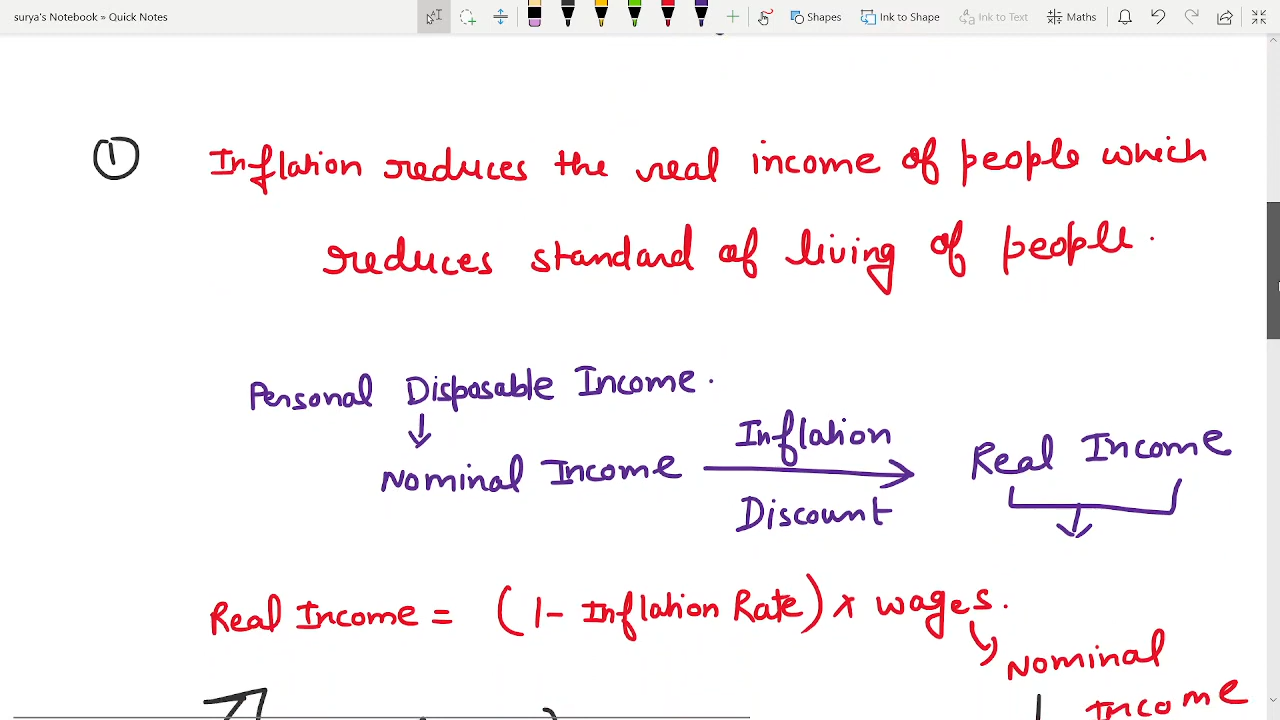 surya's Notebook » Quick Notes
Shapes
Ink to Shape
Ink to Text
Maths
1 Inflation reduces the real income of people which
reduces standard of living of people.
Personal Disposable Income.
↓
Nominal Income → Real Income
Inflation
Discount
Real Income = (1- Inflation Rate) x wages.
Nominal
Income